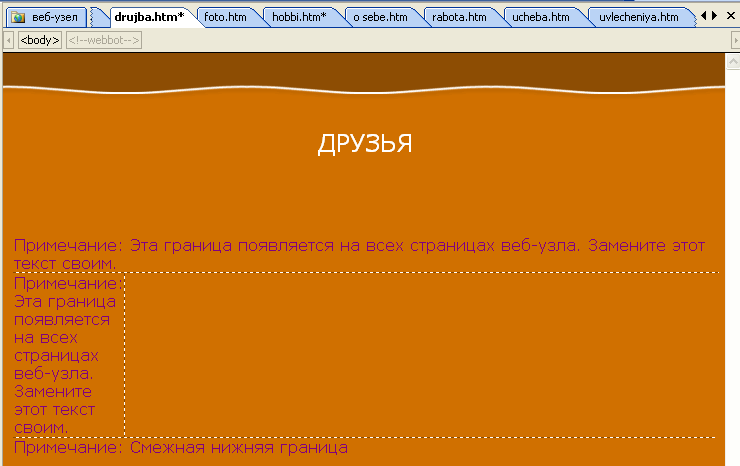 веб-узел drujba.htm* foto.htm hobbi.htm* o sebe.htm rabota.htm ucheba.htm uvlecheniya.htm
<body> <!--webbot-->
ДРУЗЬЯ
Примечание: Эта граница появляется на всех страницах веб-узла. Замените этот
текст своим.
Примечание:
Эта граница
появляется
на всех
страницах
веб-узла.
Замените
этот текст
своим.
Примечание: Смежная нижняя граница